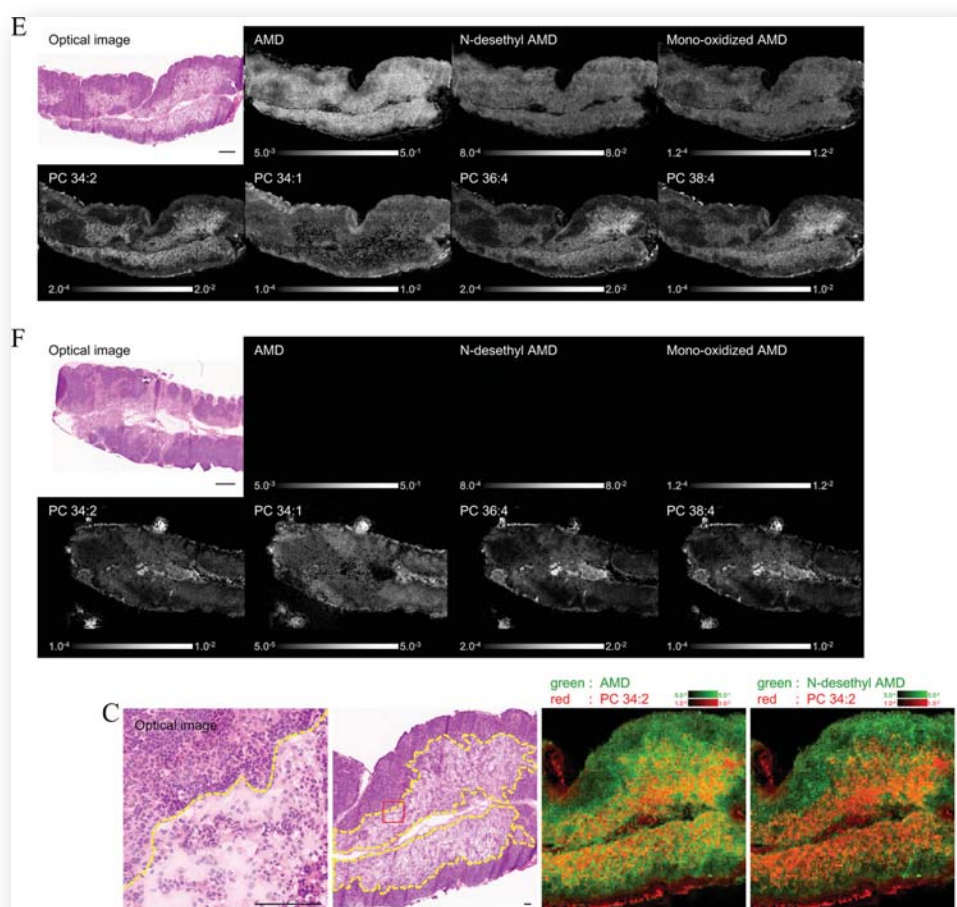 E
Optical image
AMD
N-desethyl AMD
Mono-oxidized AMD
5.0-3 5.0-1
8.0-4 8.0-2
1.2-4 1.2-2
PC 34:2
PC 34:1
PC 36:4
PC 38:4
2.0-4 2.0-2
1.0-4 1.0-2
2.0-4 2.0-2
1.0-4 1.0-2
F
Optical image
AMD
N-desethyl AMD
Mono-oxidized AMD
5.0-3 5.0-1
8.0-4 8.0-2
1.2-4 1.2-2
PC 34:2
PC 34:1
PC 36:4
PC 38:4
1.0-4 1.0-2
5.0-5 5.0-3
2.0-4 2.0-2
1.0-4 1.0-2
C
Optical image
green : AMD
red : PC 34:2
green : N-desethyl AMD
red : PC 34:2